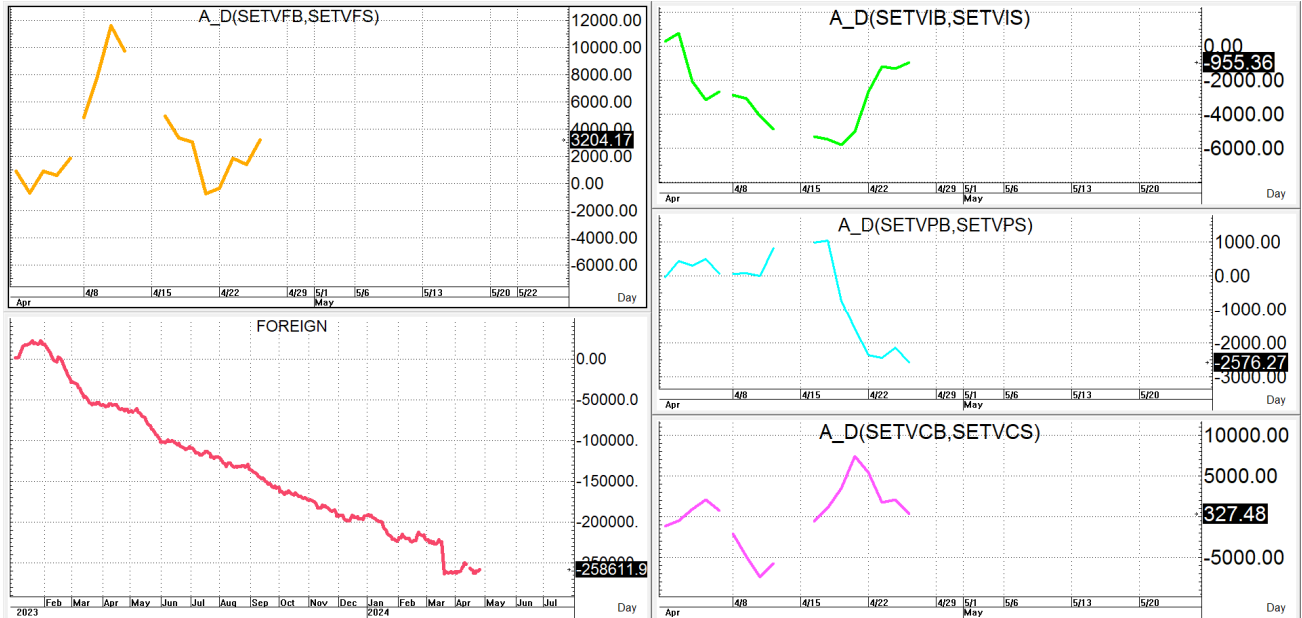 A_D(SETVFB,SETVFS)
12000.00
10000.00
8000.00
6000.00
4000.00
3204.17
2000.00
0.00
-2000.00
-4000.00
-6000.00
4/8 4/15 4/22 4/29 5/1 5/6 5/13 5/20 5/22
Apr May
Day
FOREIGN
0.00
-50000.0
-100000.
-150000.
-200000.
-250000.
-258611.9
Feb Mar Apr May Jun Jul Aug Sep Oct Nov Dec Jan Feb Mar Apr May Jun Jul
2023 2024
Day
A_D(SETVIB,SETVIS)
0.00
-955.36
-2000.00
-4000.00
-6000.00
4/8 4/15 4/22 4/29 5/1 5/6 5/13 5/20
Apr May
Day
A_D(SETVPB,SETVPS)
1000.00
0.00
-1000.00
-2000.00
-2576.27
-3000.00
4/8 4/15 4/22 4/29 5/1 5/6 5/13 5/20
Apr May
Day
A_D(SETVCB,SETVCS)
10000.00
5000.00
327.48
-5000.00
4/8 4/15 4/22 4/29 5/1 5/6 5/13 5/20
Apr May
Day